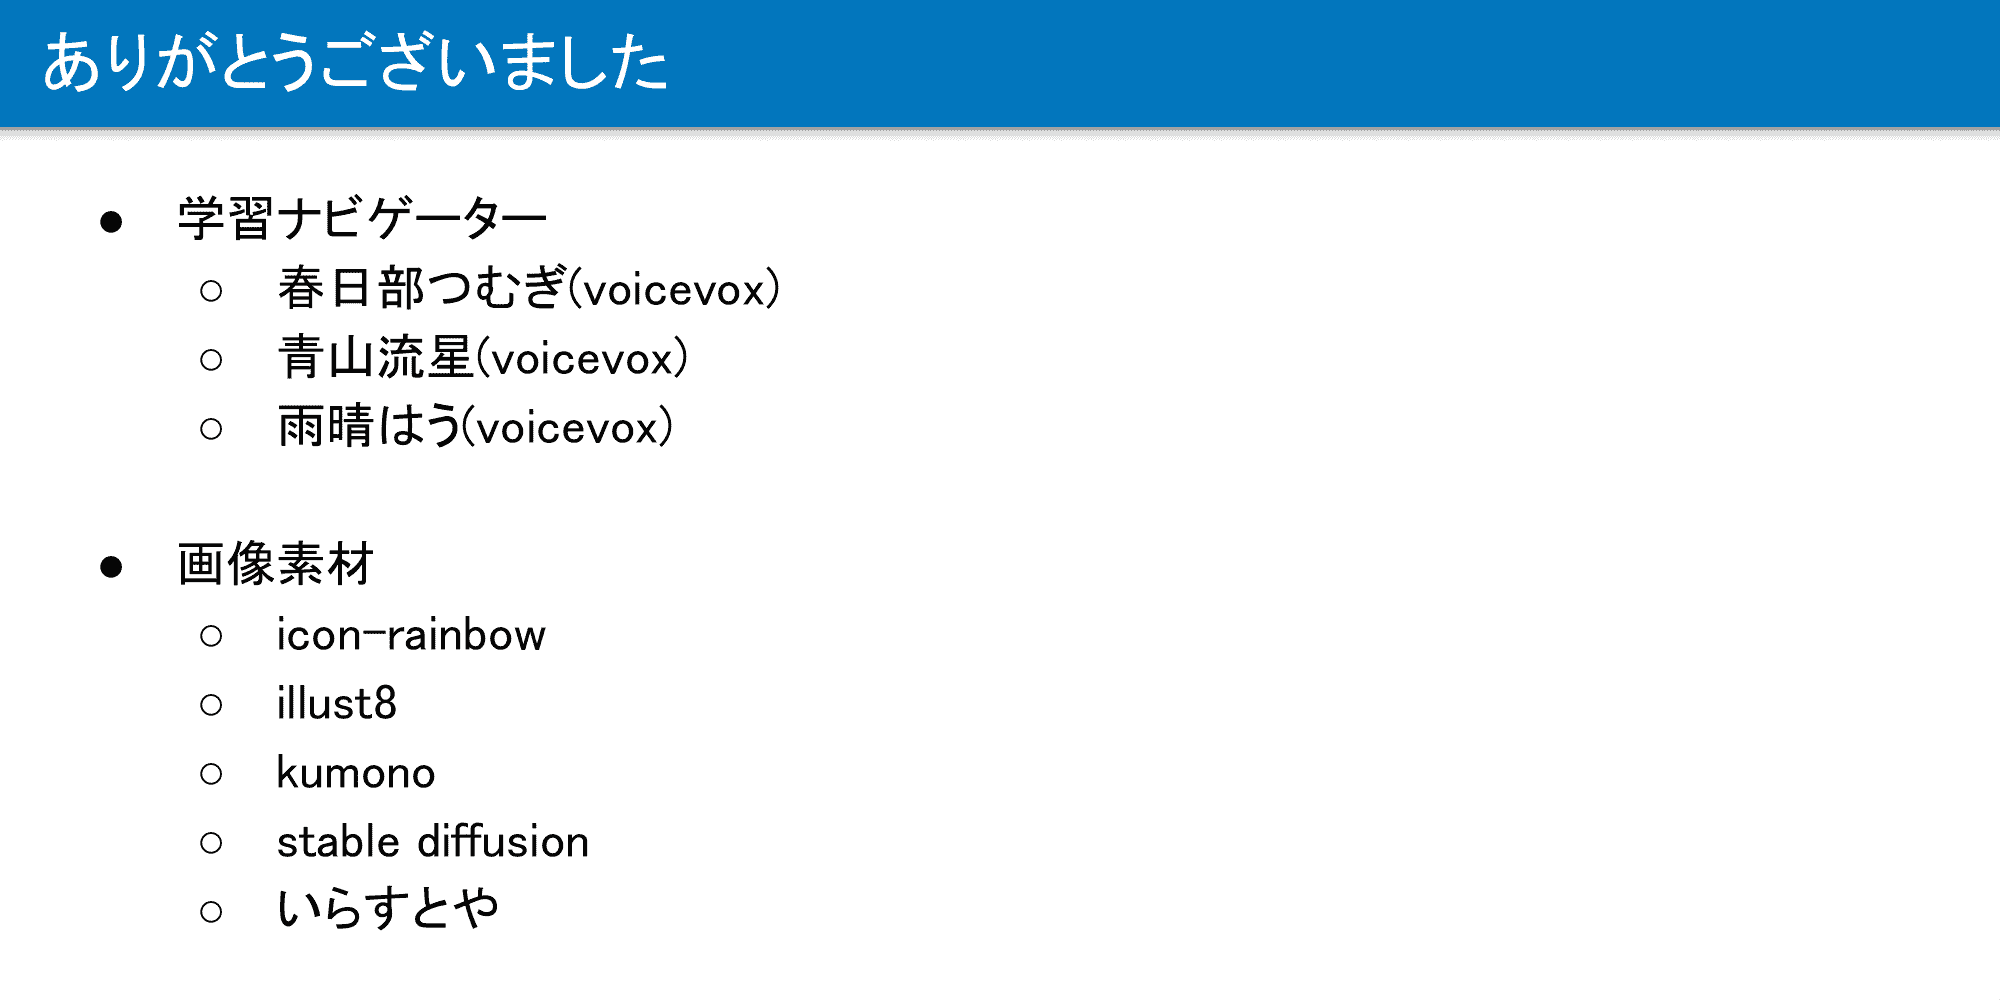 ありがとうございました
● 学習ナビゲーター
○ 春日部つむぎ(voicevox)
○ 青山流星(voicevox)
○ 雨晴はう(voicevox)
● 画像素材
○ icon-rainbow
○ illust8
○ kumono
○ stable diffusion
○ いらすとや